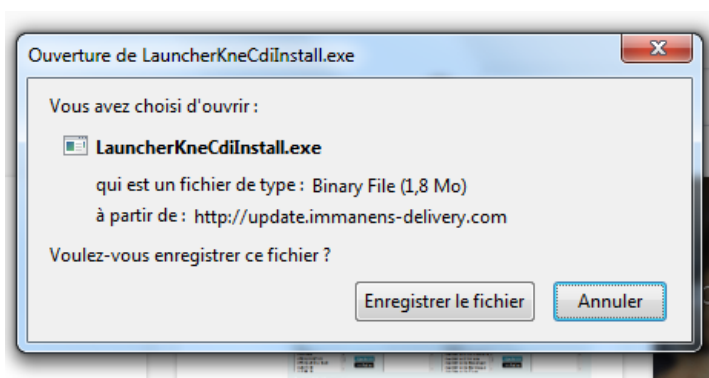 Ouverture de LauncherKneCdiInstall.exe
Vous avez choisi d'ouvrir :
LauncherKneCdiInstall.exe
qui est un fichier de type : Binary File (1,8 Mo)
à partir de : http://update.immanens-delivery.com
Voulez-vous enregistrer ce fichier ?
Enregistrer le fichier Annuler